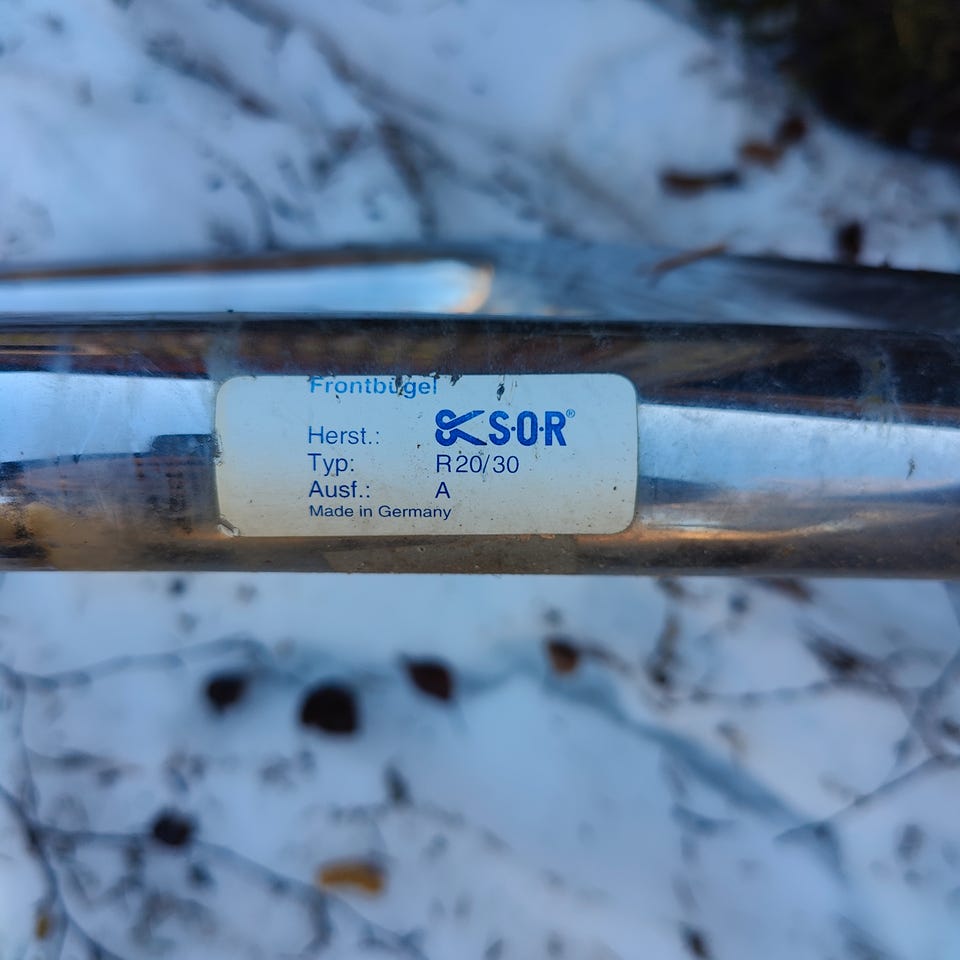 Frontbügel
Herst.: S·O·R®
Typ: R20/30
Ausf.: A
Made in Germany